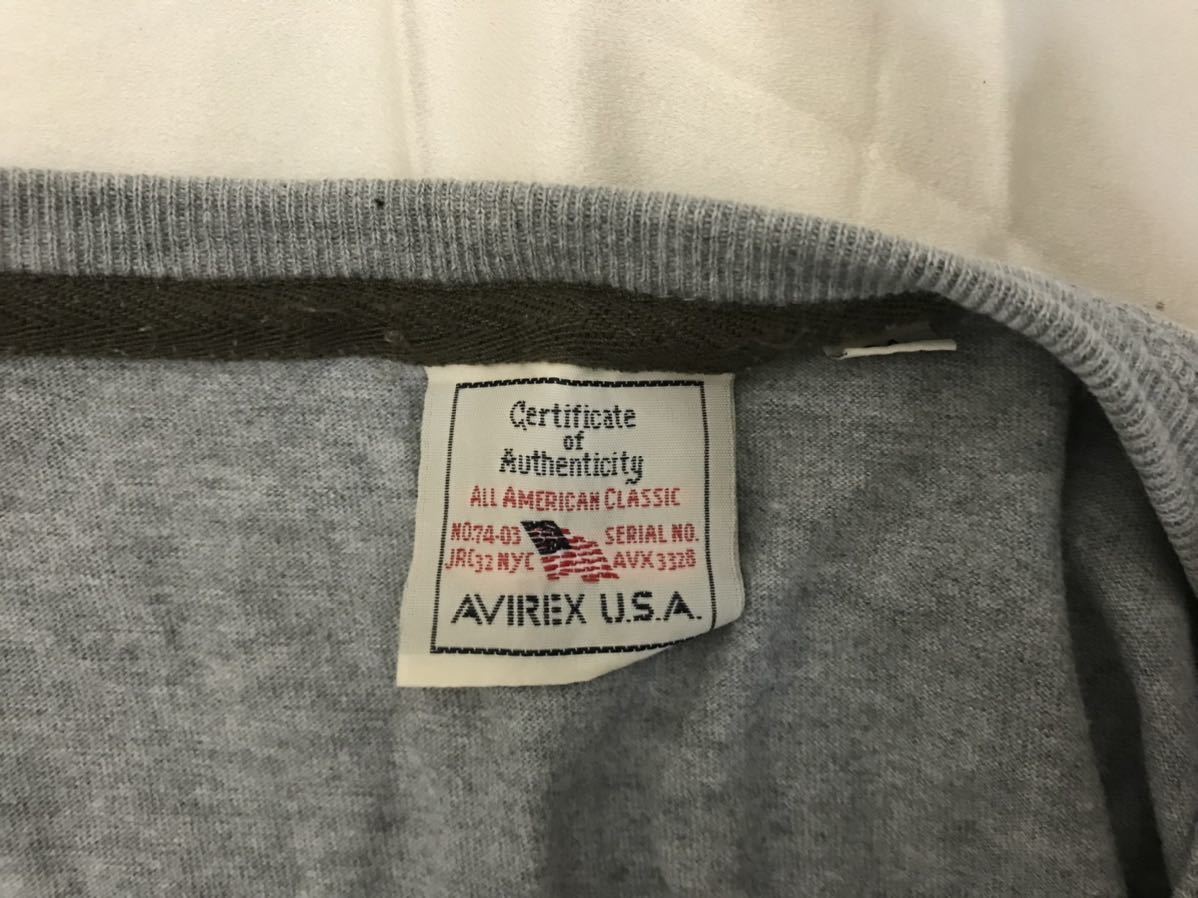 Certificate
of
Authenticity
ALL AMERICAN CLASSIC
NO.74-03 SERIAL NO.
JRC32 NYC AVX3328
AVIREX U.S.A.